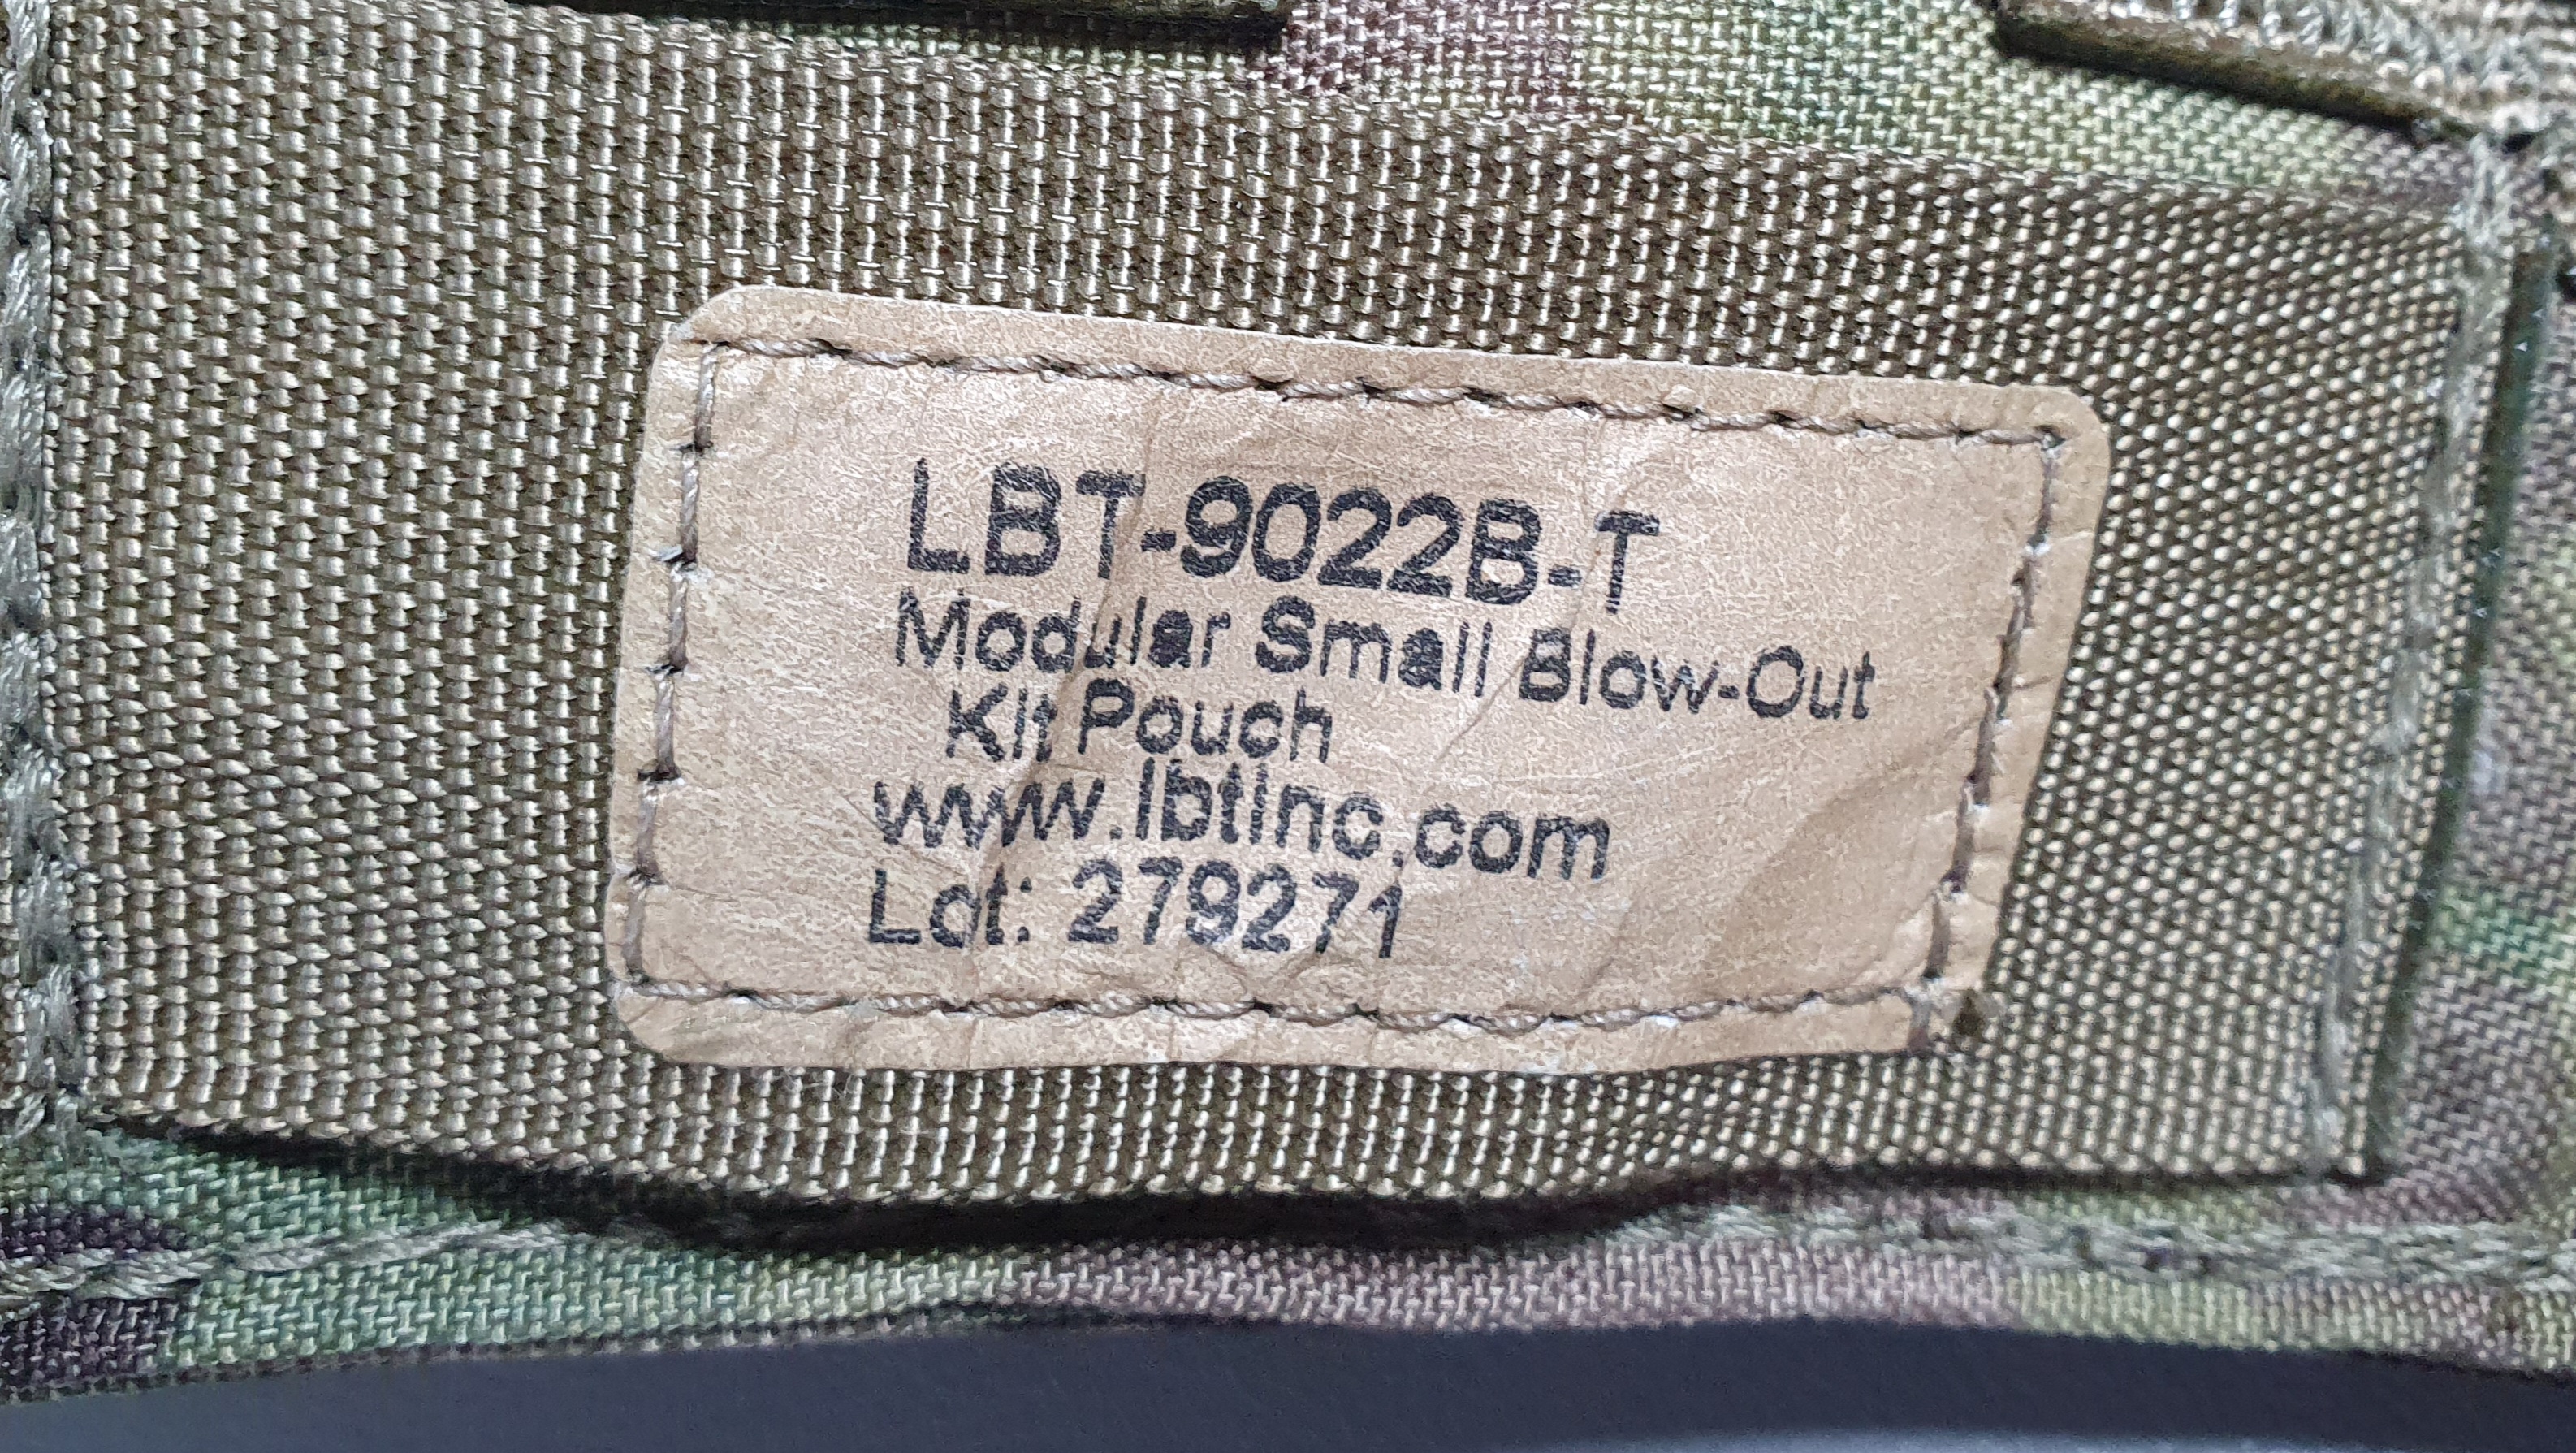 LBT-9022B-T
Modular Small Blow-Out
Kit Pouch
www.lbtinc.com
Lot: 279271